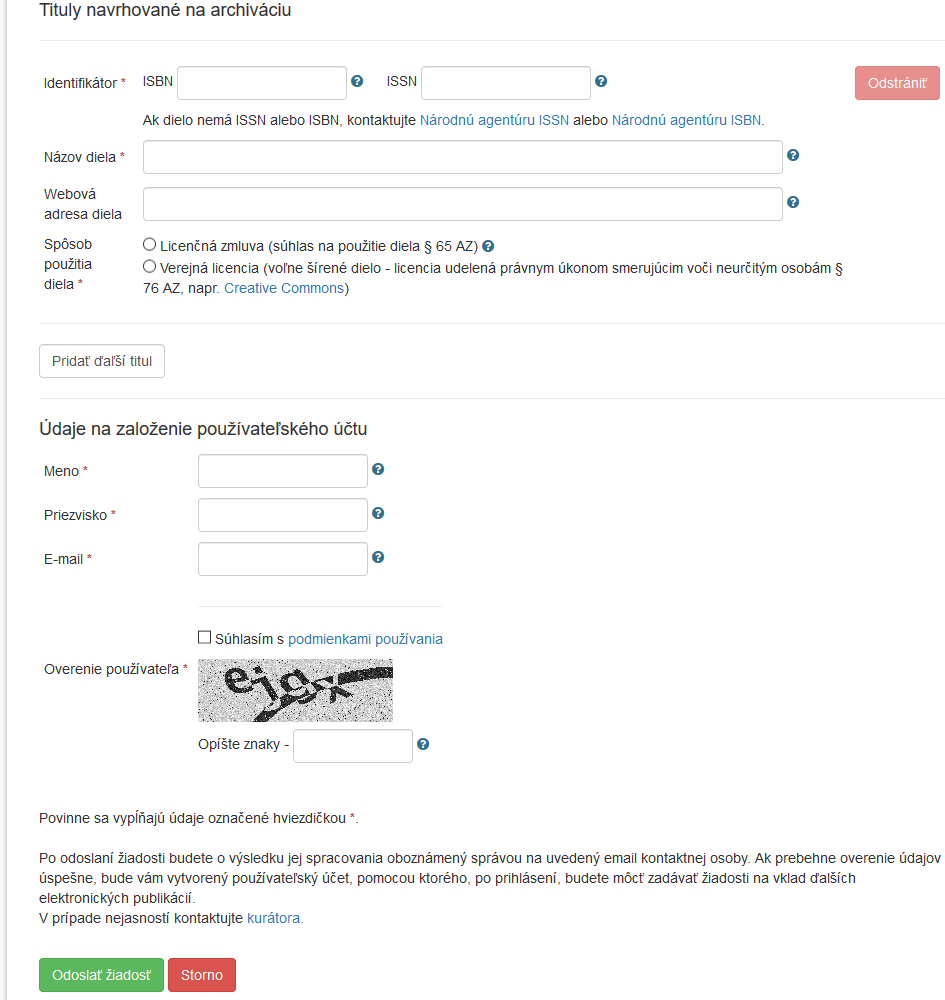 Tituly navrhované na archiváciu
Identifikátor * ISBN ISSN Odstrániť
Ak dielo nemá ISSN alebo ISBN, kontaktujte Národnú agentúru ISSN alebo Národnú agentúru ISBN.
Názov diela *
Webová
adresa diela
Spôsob
použitia
diela *
Licenčná zmluva (súhlas na použitie diela § 65 AZ)
Verejná licencia (voľne šírené dielo - licencia udelená právnym úkonom smerujúcim voči neurčitým osobám §
76 AZ, napr. Creative Commons)
Pridať ďaľší titul
Údaje na založenie používateľského účtu
Meno *
Priezvisko *
E-mail *
Súhlasím s podmienkami používania
Overenie používateľa *
Opíšte znaky -
Povinne sa vypĺňajú údaje označené hviezdičkou *.
Po odoslaní žiadosti budete o výsledku jej spracovania oboznámený správou na uvedený email kontaktnej osoby. Ak prebehne overenie údajov
úspešne, bude vám vytvorený používateľský účet, pomocou ktorého, po prihlásení, budete môcť zadávať žiadosti na vklad ďalších
elektronických publikácií.
V prípade nejasností kontaktujte kurátora.
Odoslať žiadosť Storno